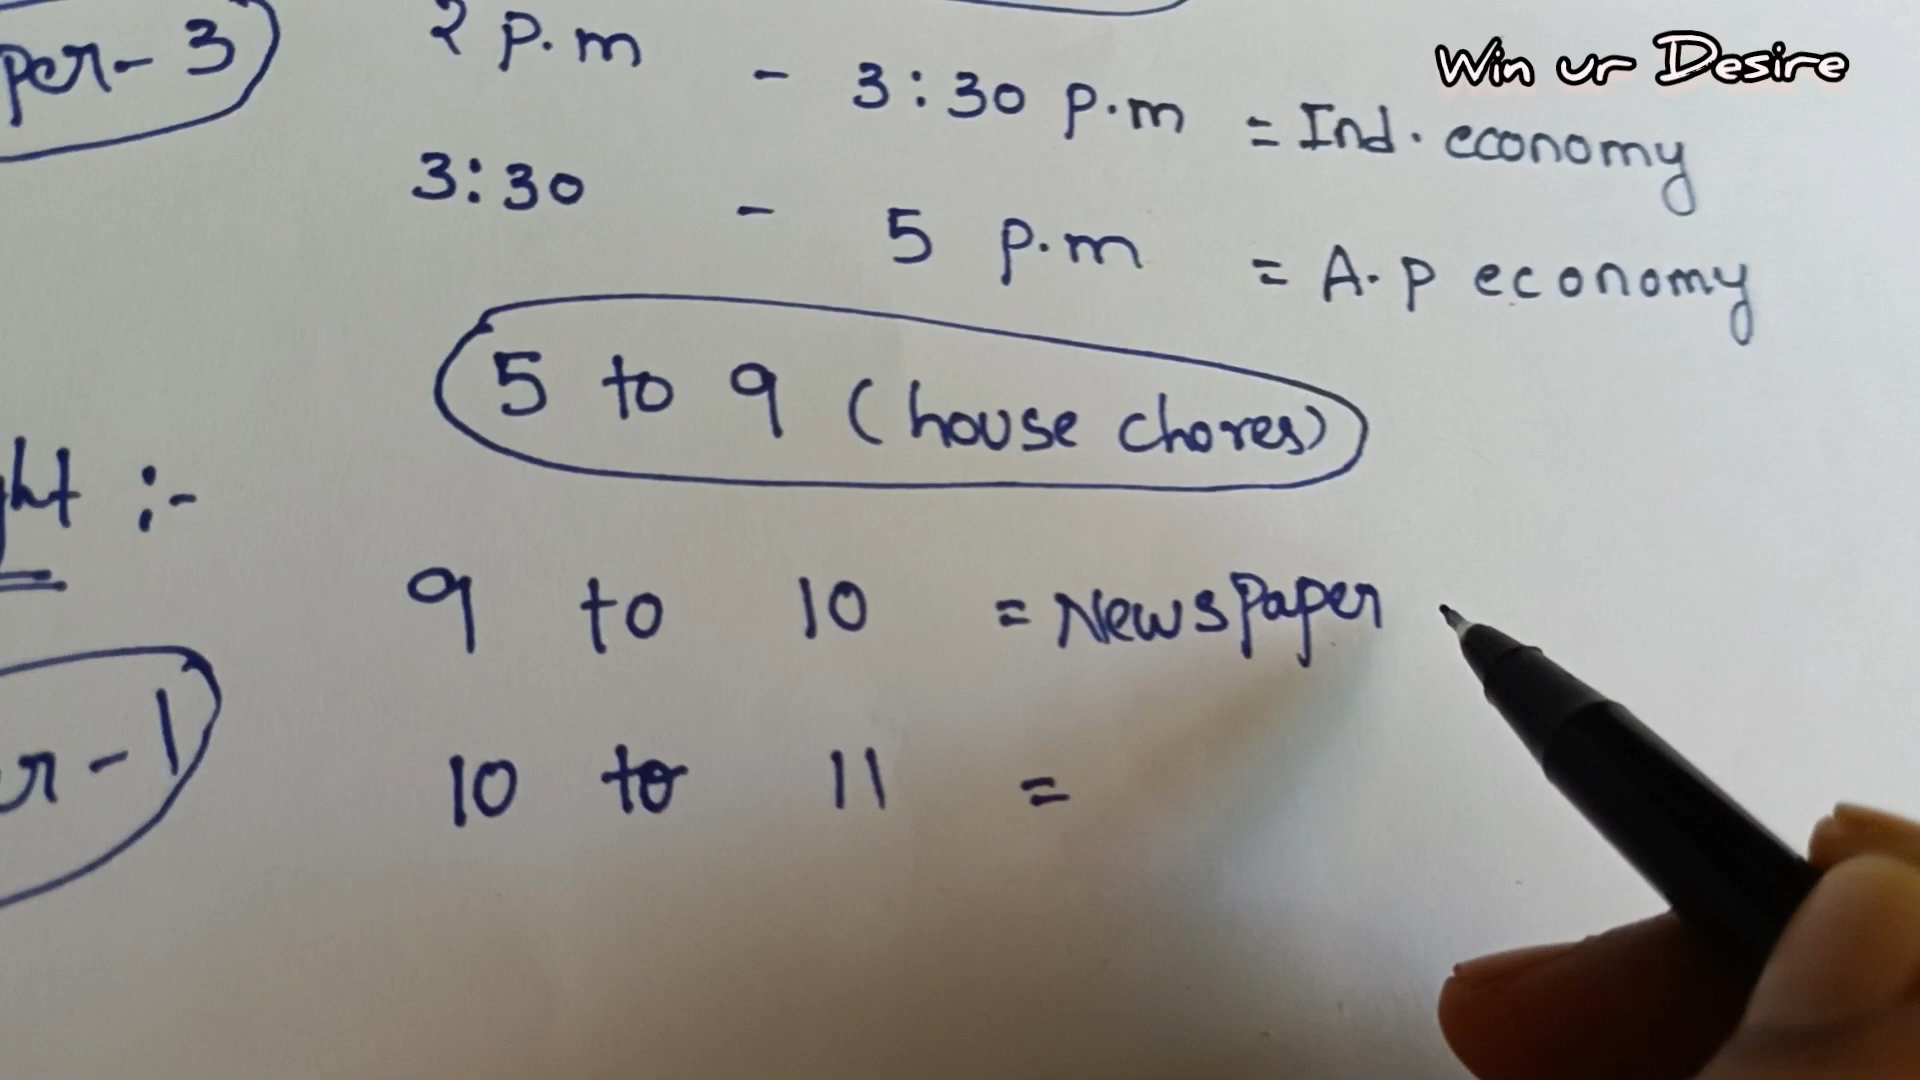 Win ur Desire
per - 3
2 p.m - 3:30 p.m = Ind. economy
3:30 - 5 p.m = A.p economy
5 to 9 (house chores)
ght :-
9 to 10 = Newspaper
r - 1
10 to 11 =